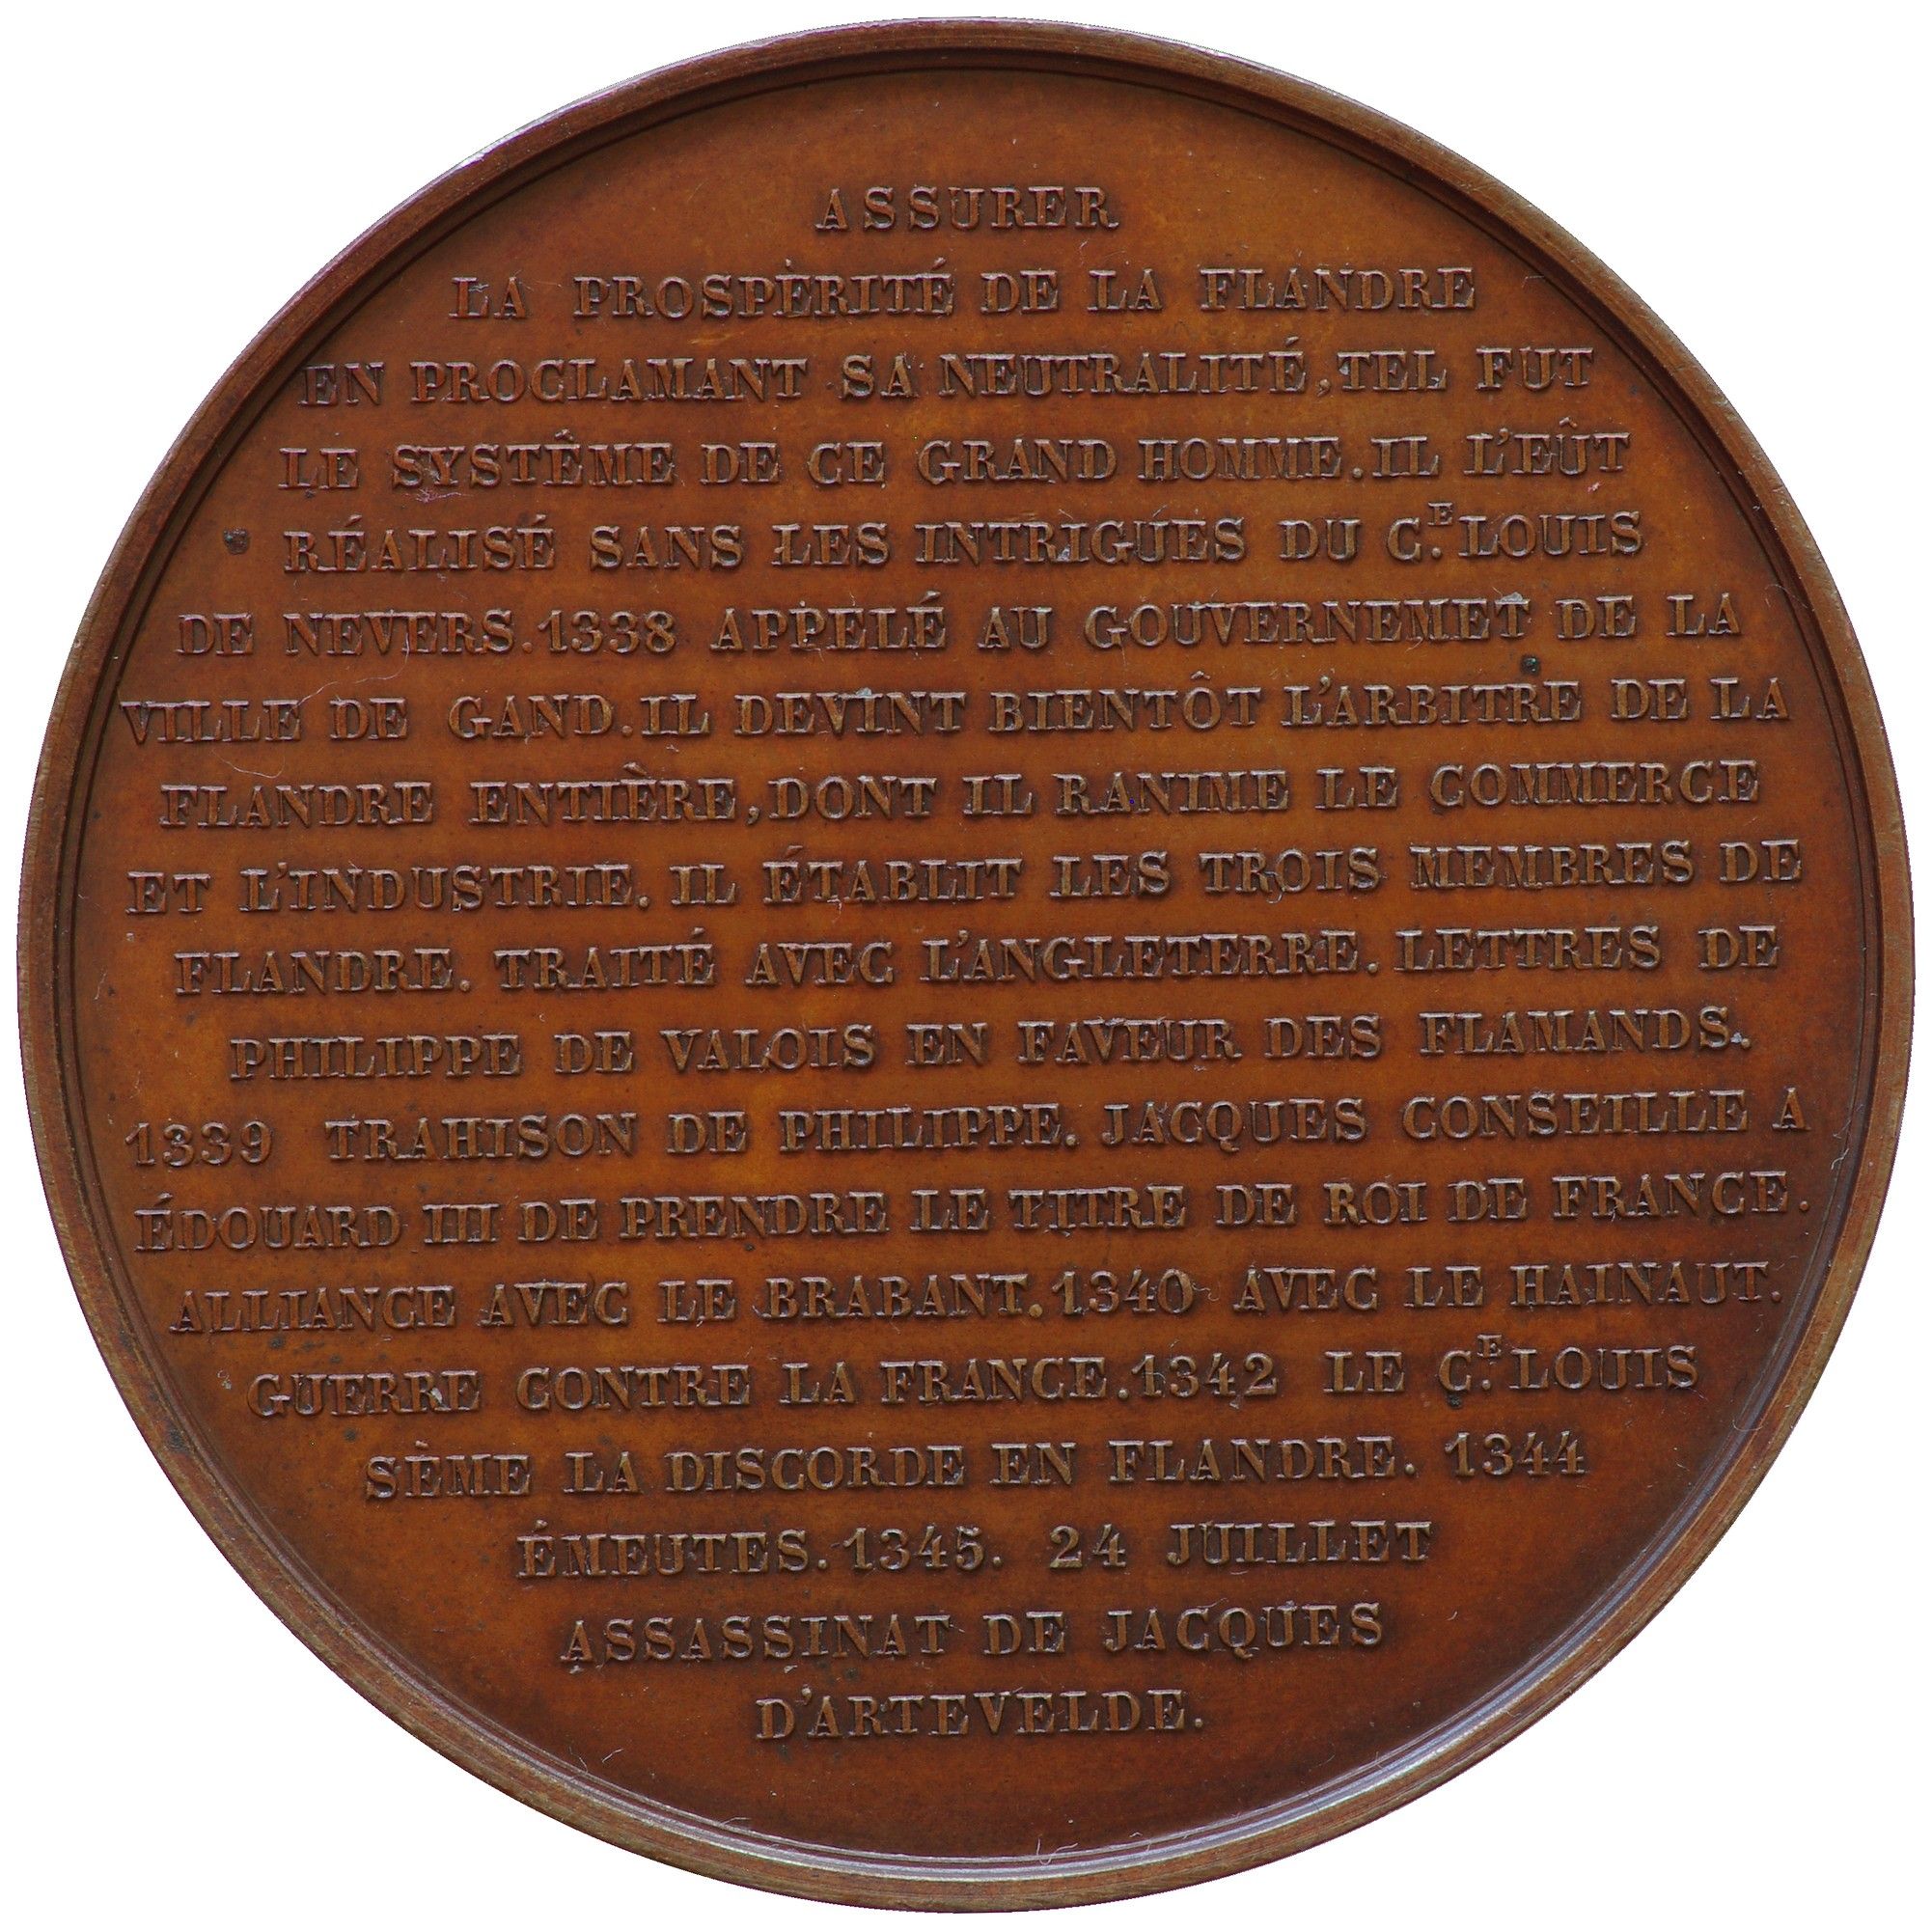 ASSURER
LA PROSPÈRITÉ DE LA FLANDRE
EN PROCLAMANT SA NEUTRALITÉ, TEL FUT
LE SYSTÊME DE CE GRAND HOMME. IL L'EÛT
RÉALISÉ SANS LES INTRIGUES DU C.E LOUIS
DE NEVERS. 1338 APPELÉ AU GOUVERNEMET DE LA
VILLE DE GAND. IL DEVINT BIENTÔT L'ARBITRE DE LA
FLANDRE ENTIÈRE, DONT IL RANIME LE COMMERCE
ET L'INDUSTRIE. IL ÉTABLIT LES TROIS MEMBRES DE
FLANDRE. TRAITÉ AVEC L'ANGLETERRE. LETTRES DE
PHILIPPE DE VALOIS EN FAVEUR DES FLAMANDS.
1339 TRAHISON DE PHILIPPE. JACQUES CONSEILLE A
ÉDOUARD III DE PRENDRE LE TITRE DE ROI DE FRANCE.
ALLIANCE AVEC LE BRABANT. 1340 AVEC LE HAINAUT.
GUERRE CONTRE LA FRANCE. 1342 LE C.E LOUIS
SÈME LA DISCORDE EN FLANDRE. 1344
ÉMEUTES. 1345. 24 JUILLET
ASSASSINAT DE JACQUES
D'ARTEVELDE.